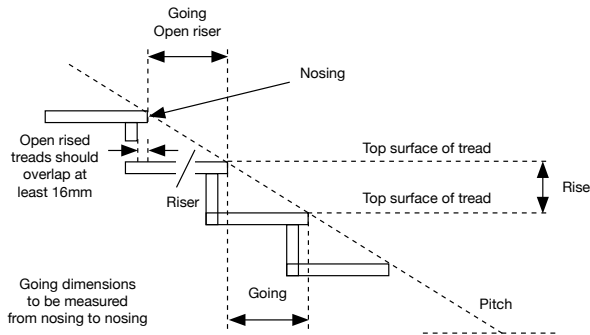 Going
Open riser
Nosing
Open rised
treads should
overlap at
least 16mm
Top surface of tread
Rise
Riser
Top surface of tread
Going dimensions
to be measured
from nosing to nosing
Going
Pitch